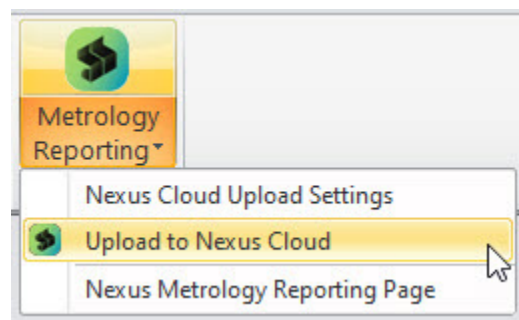 Metrology
Reporting
Nexus Cloud Upload Settings
Upload to Nexus Cloud
Nexus Metrology Reporting Page